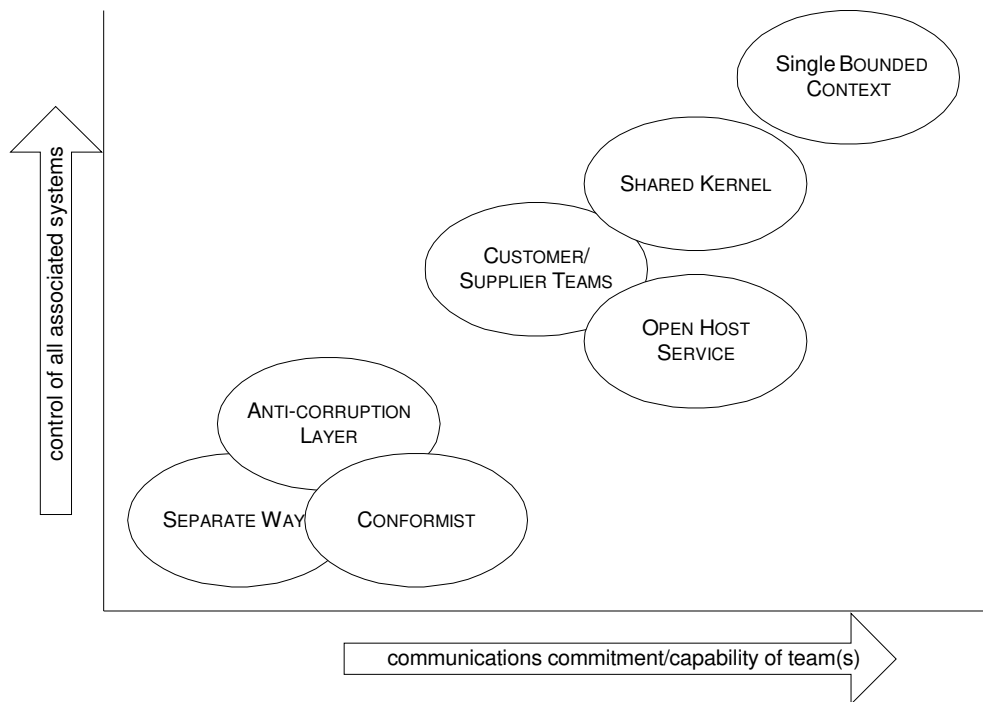 Single BOUNDED
CONTEXT
SHARED KERNEL
CUSTOMER/
SUPPLIER TEAMS
OPEN HOST
SERVICE
ANTI-CORRUPTION
LAYER
SEPARATE WAY
CONFORMIST
control of all associated systems
communications commitment/capability of team(s)